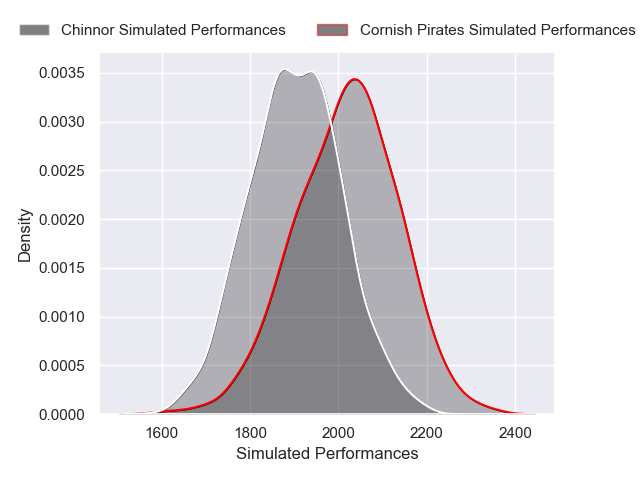 Chinnor Simulated Performances
Cornish Pirates Simulated Performances
0.0035
0.0030
0.0025
0.0020
0.0015
0.0010
0.0005
0.0000
Density
1600 1800 2000 2200 2400
Simulated Performances